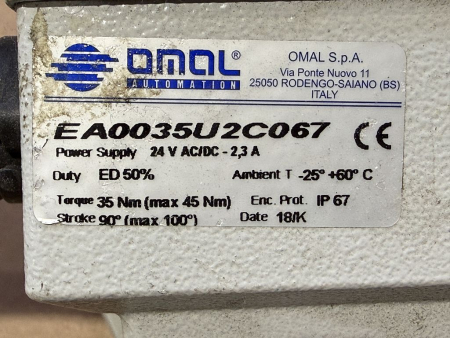 OMAL®
AUTOMATION
OMAL S.p.A.
Via Ponte Nuovo 11
25050 RODENGO-SAIANO (BS)
ITALY
EA0035U2C067 CE
Power Supply 24 V AC/DC - 2,3 A
Duty ED 50% Ambient T -25° +60° C
Torque 35 Nm (max 45 Nm) Enc. Prot. IP 67
Stroke 90° (max 100°) Date 18/K